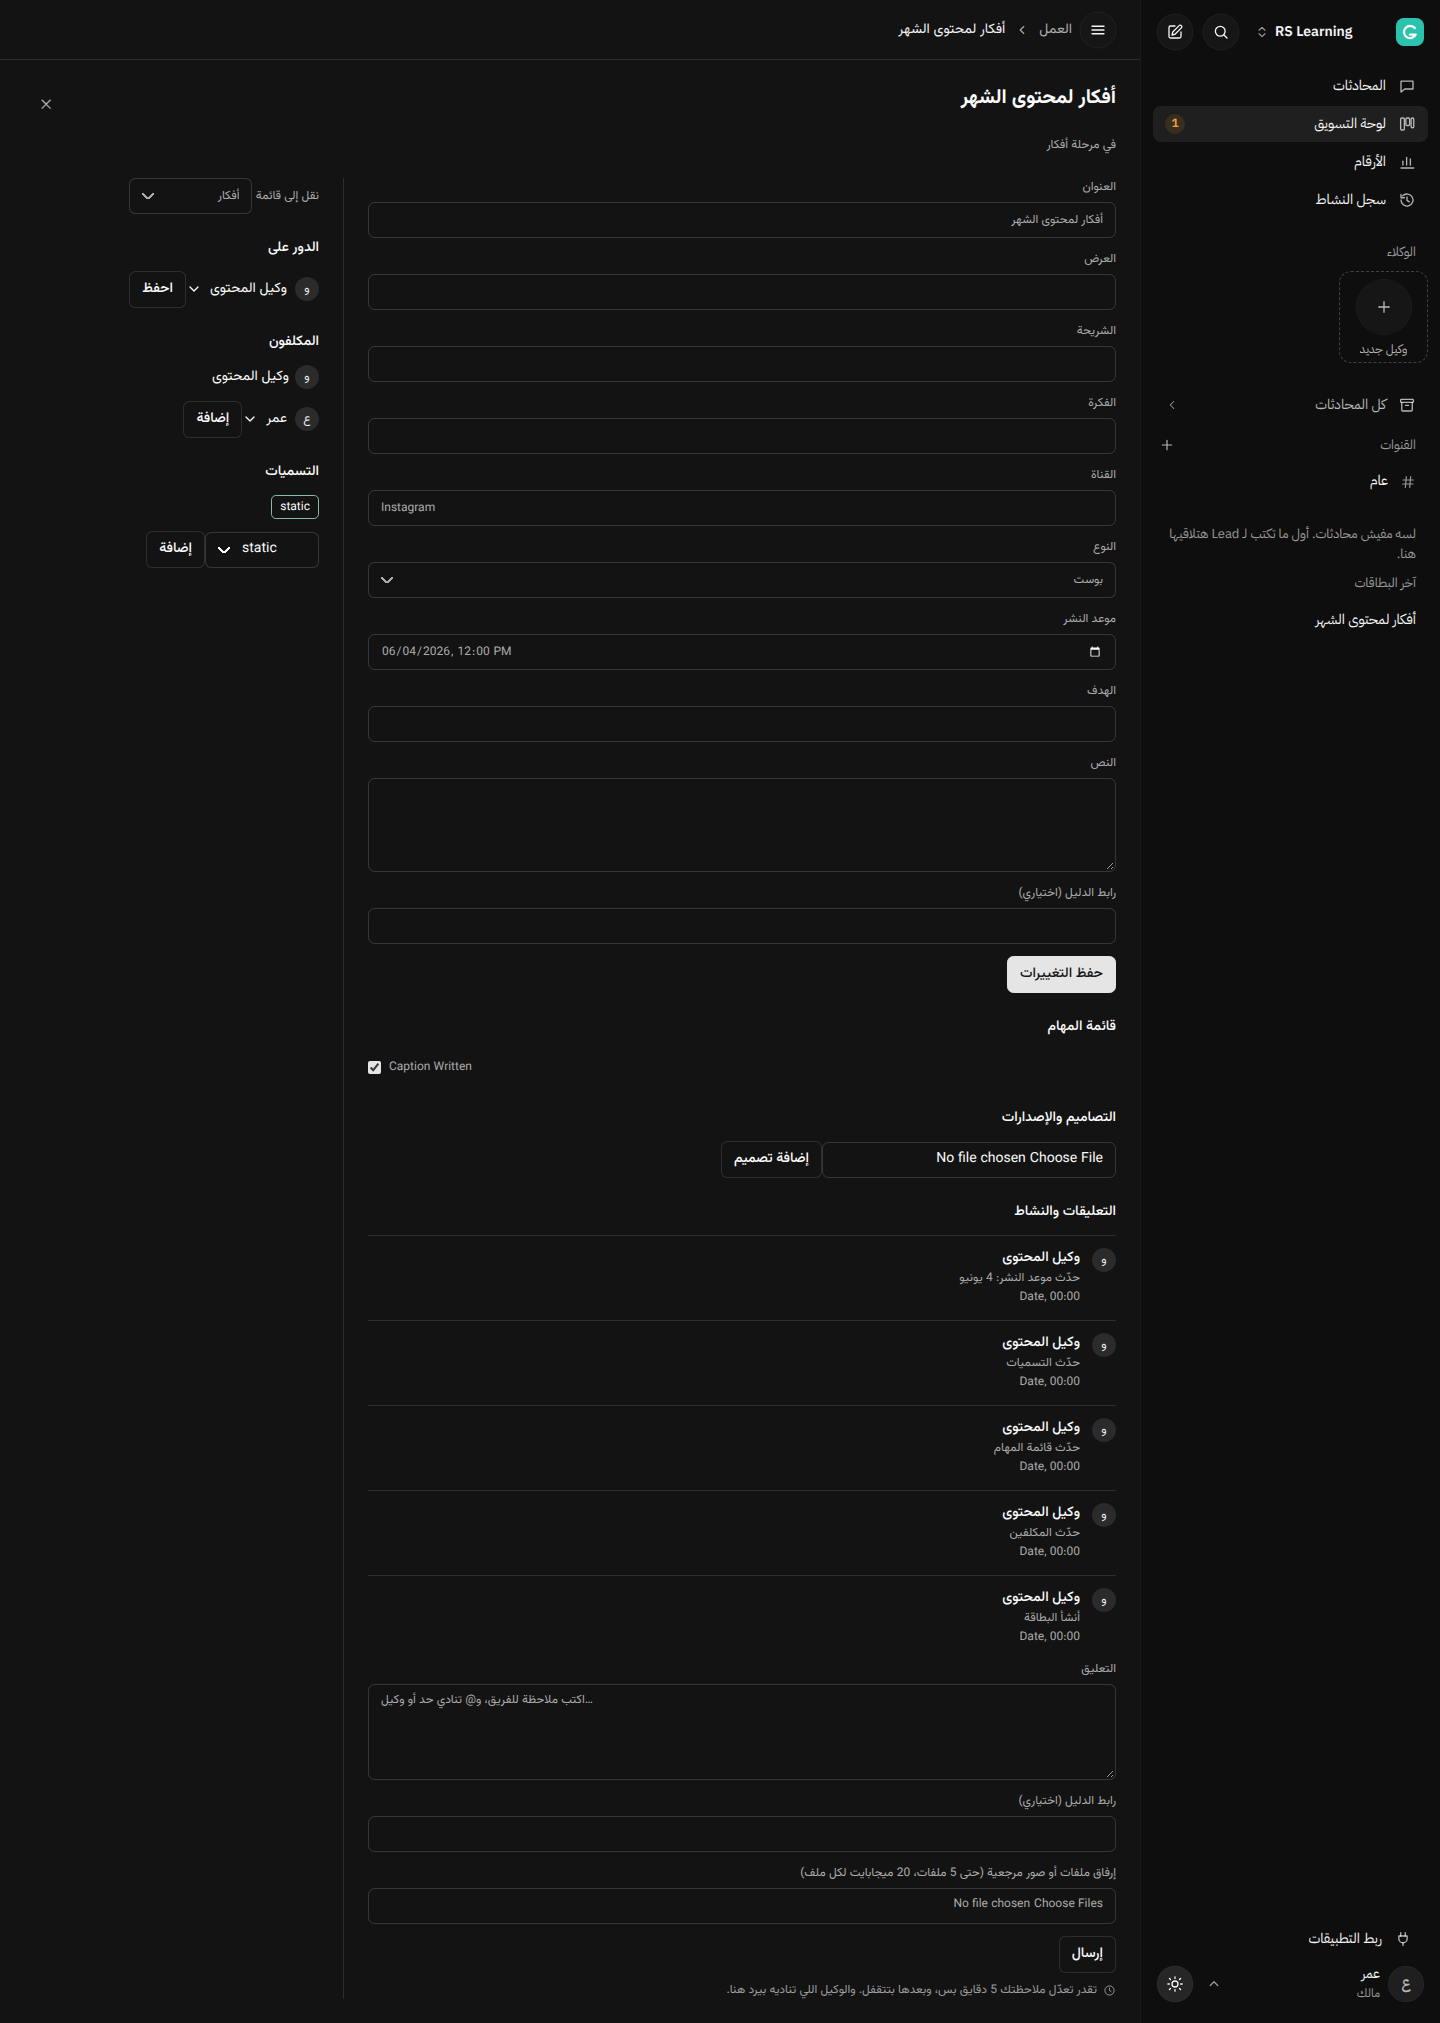 RS Learning
المحادثات
لوحة التسويق
1
الأرقام
سجل النشاط
الوكلاء
وكيل جديد
كل المحادثات
القنوات
عام
لسه مفيش محادثات. أول ما تكتب لـ Lead هتلاقيها
هنا.
آخر البطاقات
أفكار لمحتوى الشهر
ربط التطبيقات
ع
عمر
مالك
العمل
أفكار لمحتوى الشهر
أفكار لمحتوى الشهر
في مرحلة أفكار
العنوان
أفكار لمحتوى الشهر
العرض
الشريحة
الفكرة
القناة
Instagram
النوع
بوست
موعد النشر
06/04/2026, 12:00 PM
الهدف
النص
رابط الدليل (اختياري)
حفظ التغييرات
قائمة المهام
Caption Written
التصاميم والإصدارات
No file chosen Choose File
إضافة تصميم
التعليقات والنشاط
و
وكيل المحتوى
حدّث موعد النشر: 4 يونيو
Date, 00:00
و
وكيل المحتوى
حدّث التسميات
Date, 00:00
و
وكيل المحتوى
حدّث قائمة المهام
Date, 00:00
و
وكيل المحتوى
حدّث المكلفين
Date, 00:00
و
وكيل المحتوى
أنشأ البطاقة
Date, 00:00
التعليق
اكتب ملاحظة للفريق، و@ تنادي حد أو وكيل...
رابط الدليل (اختياري)
إرفاق ملفات أو صور مرجعية (حتى 5 ملفات، 20 ميجابايت لكل ملف)
No file chosen Choose Files
إرسال
تقدر تعدّل ملاحظتك 5 دقايق بس، وبعدها بتتقفل. والوكيل اللي تناديه بيرد هنا.
نقل إلى قائمة
أفكار
الدور على
و
وكيل المحتوى
احفظ
المكلفون
و
وكيل المحتوى
ع
عمر
إضافة
التسميات
static
static
إضافة